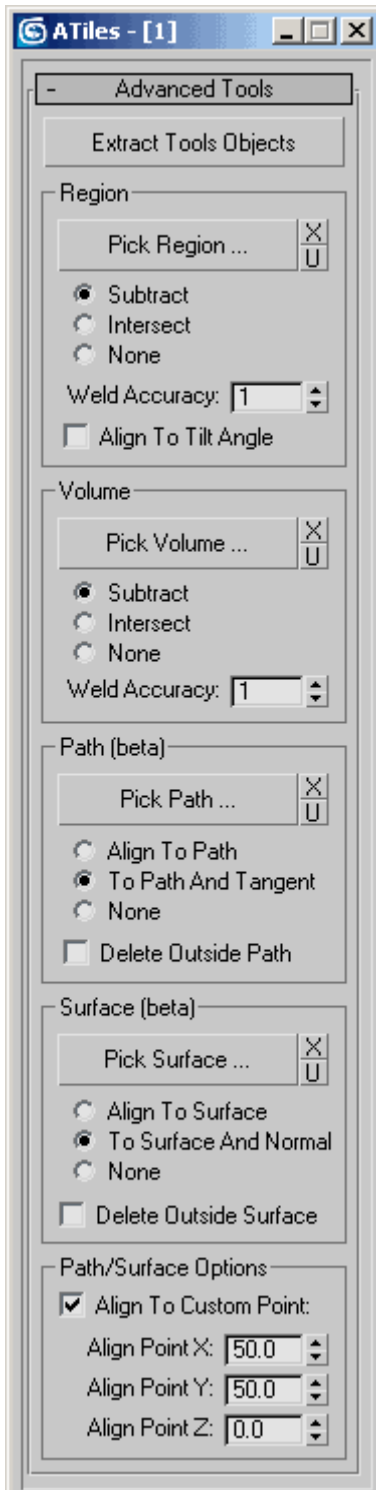 ATiles - [1]
- Advanced Tools
Extract Tools Objects
Region
Pick Region ...
X
U
Subtract
Intersect
None
Weld Accuracy: 1
Align To Tilt Angle
Volume
Pick Volume ...
X
U
Subtract
Intersect
None
Weld Accuracy: 1
Path (beta)
Pick Path ...
X
U
Align To Path
To Path And Tangent
None
Delete Outside Path
Surface (beta)
Pick Surface ...
X
U
Align To Surface
To Surface And Normal
None
Delete Outside Surface
Path/Surface Options
Align To Custom Point:
Align Point X: 50.0
Align Point Y: 50.0
Align Point Z: 0.0